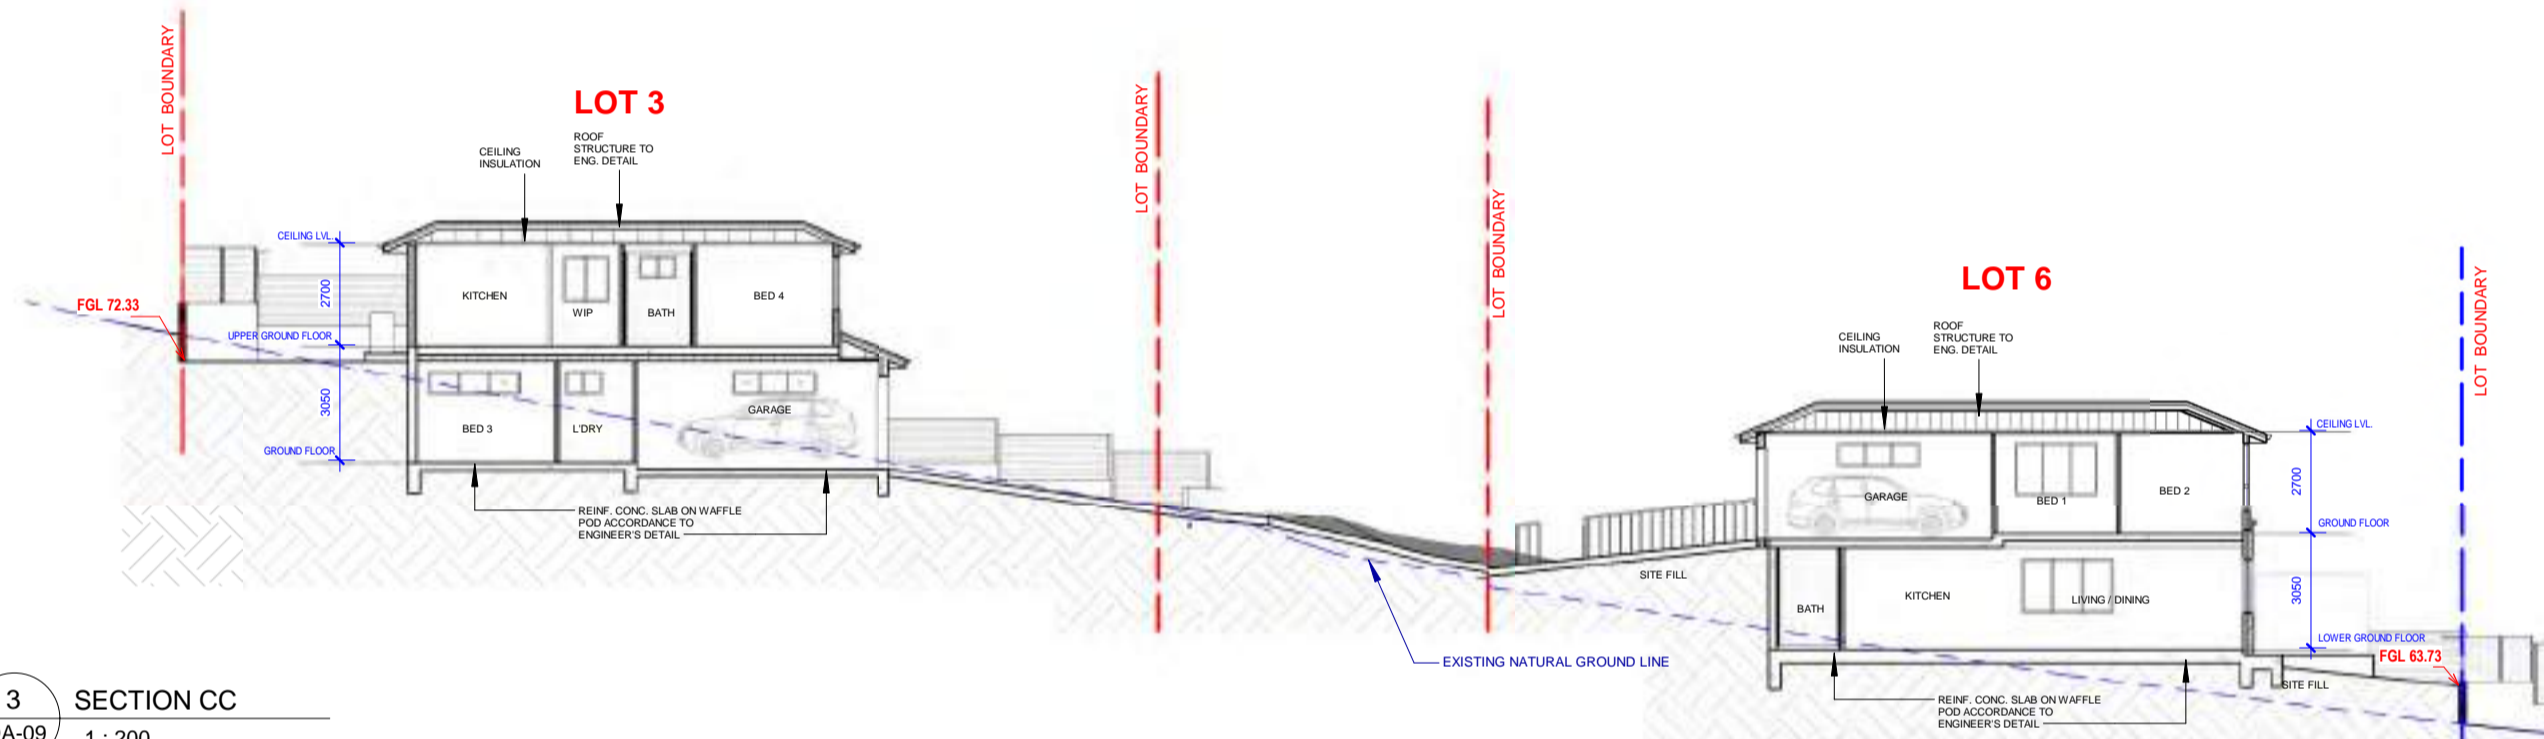 LOT BOUNDARY
LOT 3
CEILING
INSULATION
ROOF
STRUCTURE TO
ENG. DETAIL
CEILING LVL.
2700
FGL 72.33
UPPER GROUND FLOOR
3050
GROUND FLOOR
KITCHEN
WIP
BATH
BED 4
BED 3
L'DRY
GARAGE
REINF. CONC. SLAB ON WAFFLE
POD ACCORDANCE TO
ENGINEER'S DETAIL
LOT BOUNDARY
LOT BOUNDARY
EXISTING NATURAL GROUND LINE
LOT 6
CEILING
INSULATION
ROOF
STRUCTURE TO
ENG. DETAIL
GARAGE
BED 1
BED 2
SITE FILL
BATH
KITCHEN
LIVING / DINING
CEILING LVL.
2700
GROUND FLOOR
3050
LOWER GROUND FLOOR
FGL 63.73
SITE FILL
REINF. CONC. SLAB ON WAFFLE
POD ACCORDANCE TO
ENGINEER'S DETAIL
LOT BOUNDARY
3
SECTION CC
A-09
1 : 200